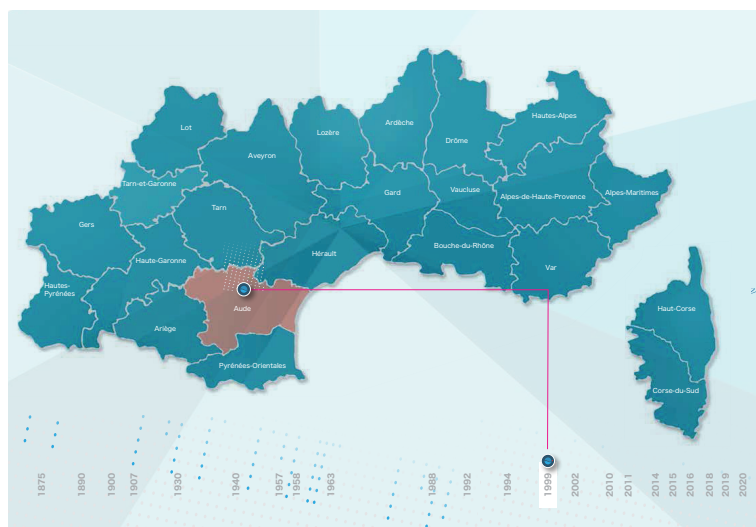 Lot
Aveyron
Lozère
Ardèche
Drôme
Hautes-Alpes
Tarn-et-Garonne
Tarn
Gard
Vaucluse
Alpes-de-Haute-Provence
Alpes-Maritimes
Gers
Haute-Garonne
Hérault
Bouche-du-Rhône
Var
Hautes-
Pyrénées
Ariège
Aude
Pyrénées-Orientales
Haut-Corse
Corse-du-Sud
1875
1890
1900
1907
1930
1940
1957
1958
1963
1988
1992
1994
1999
2002
2010
2011
2014
2015
2016
2018
2019
2020